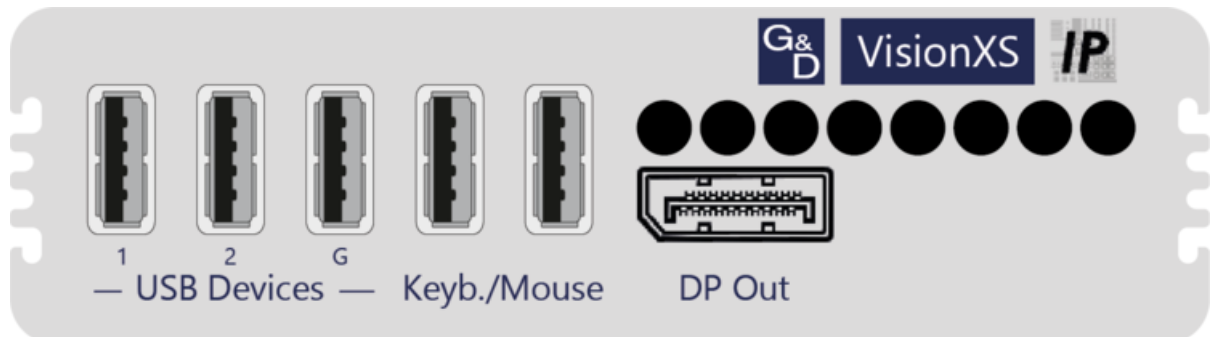 G&D VisionXS IP
1 2 G
— USB Devices — Keyb./Mouse DP Out